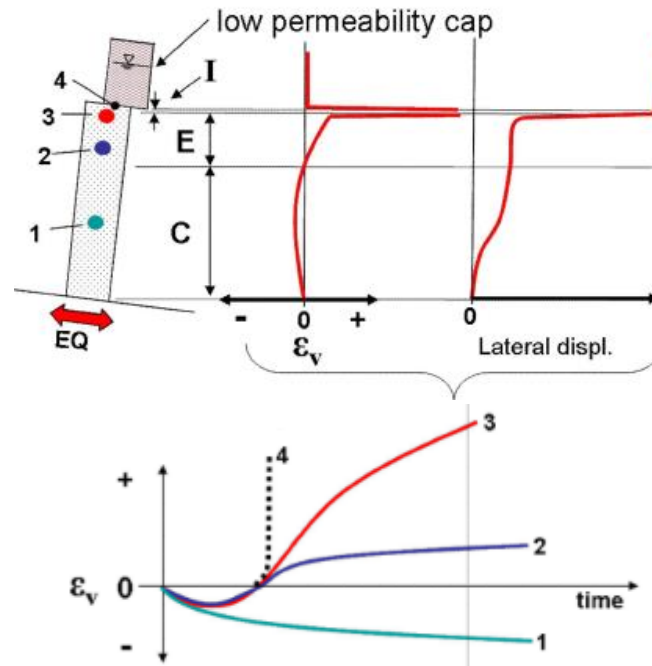 low permeability cap
4
I
3
E
2
C
1
- 0 +
0
EQ
εv
Lateral displ.
3
+
4
2
εv 0
time
-
1